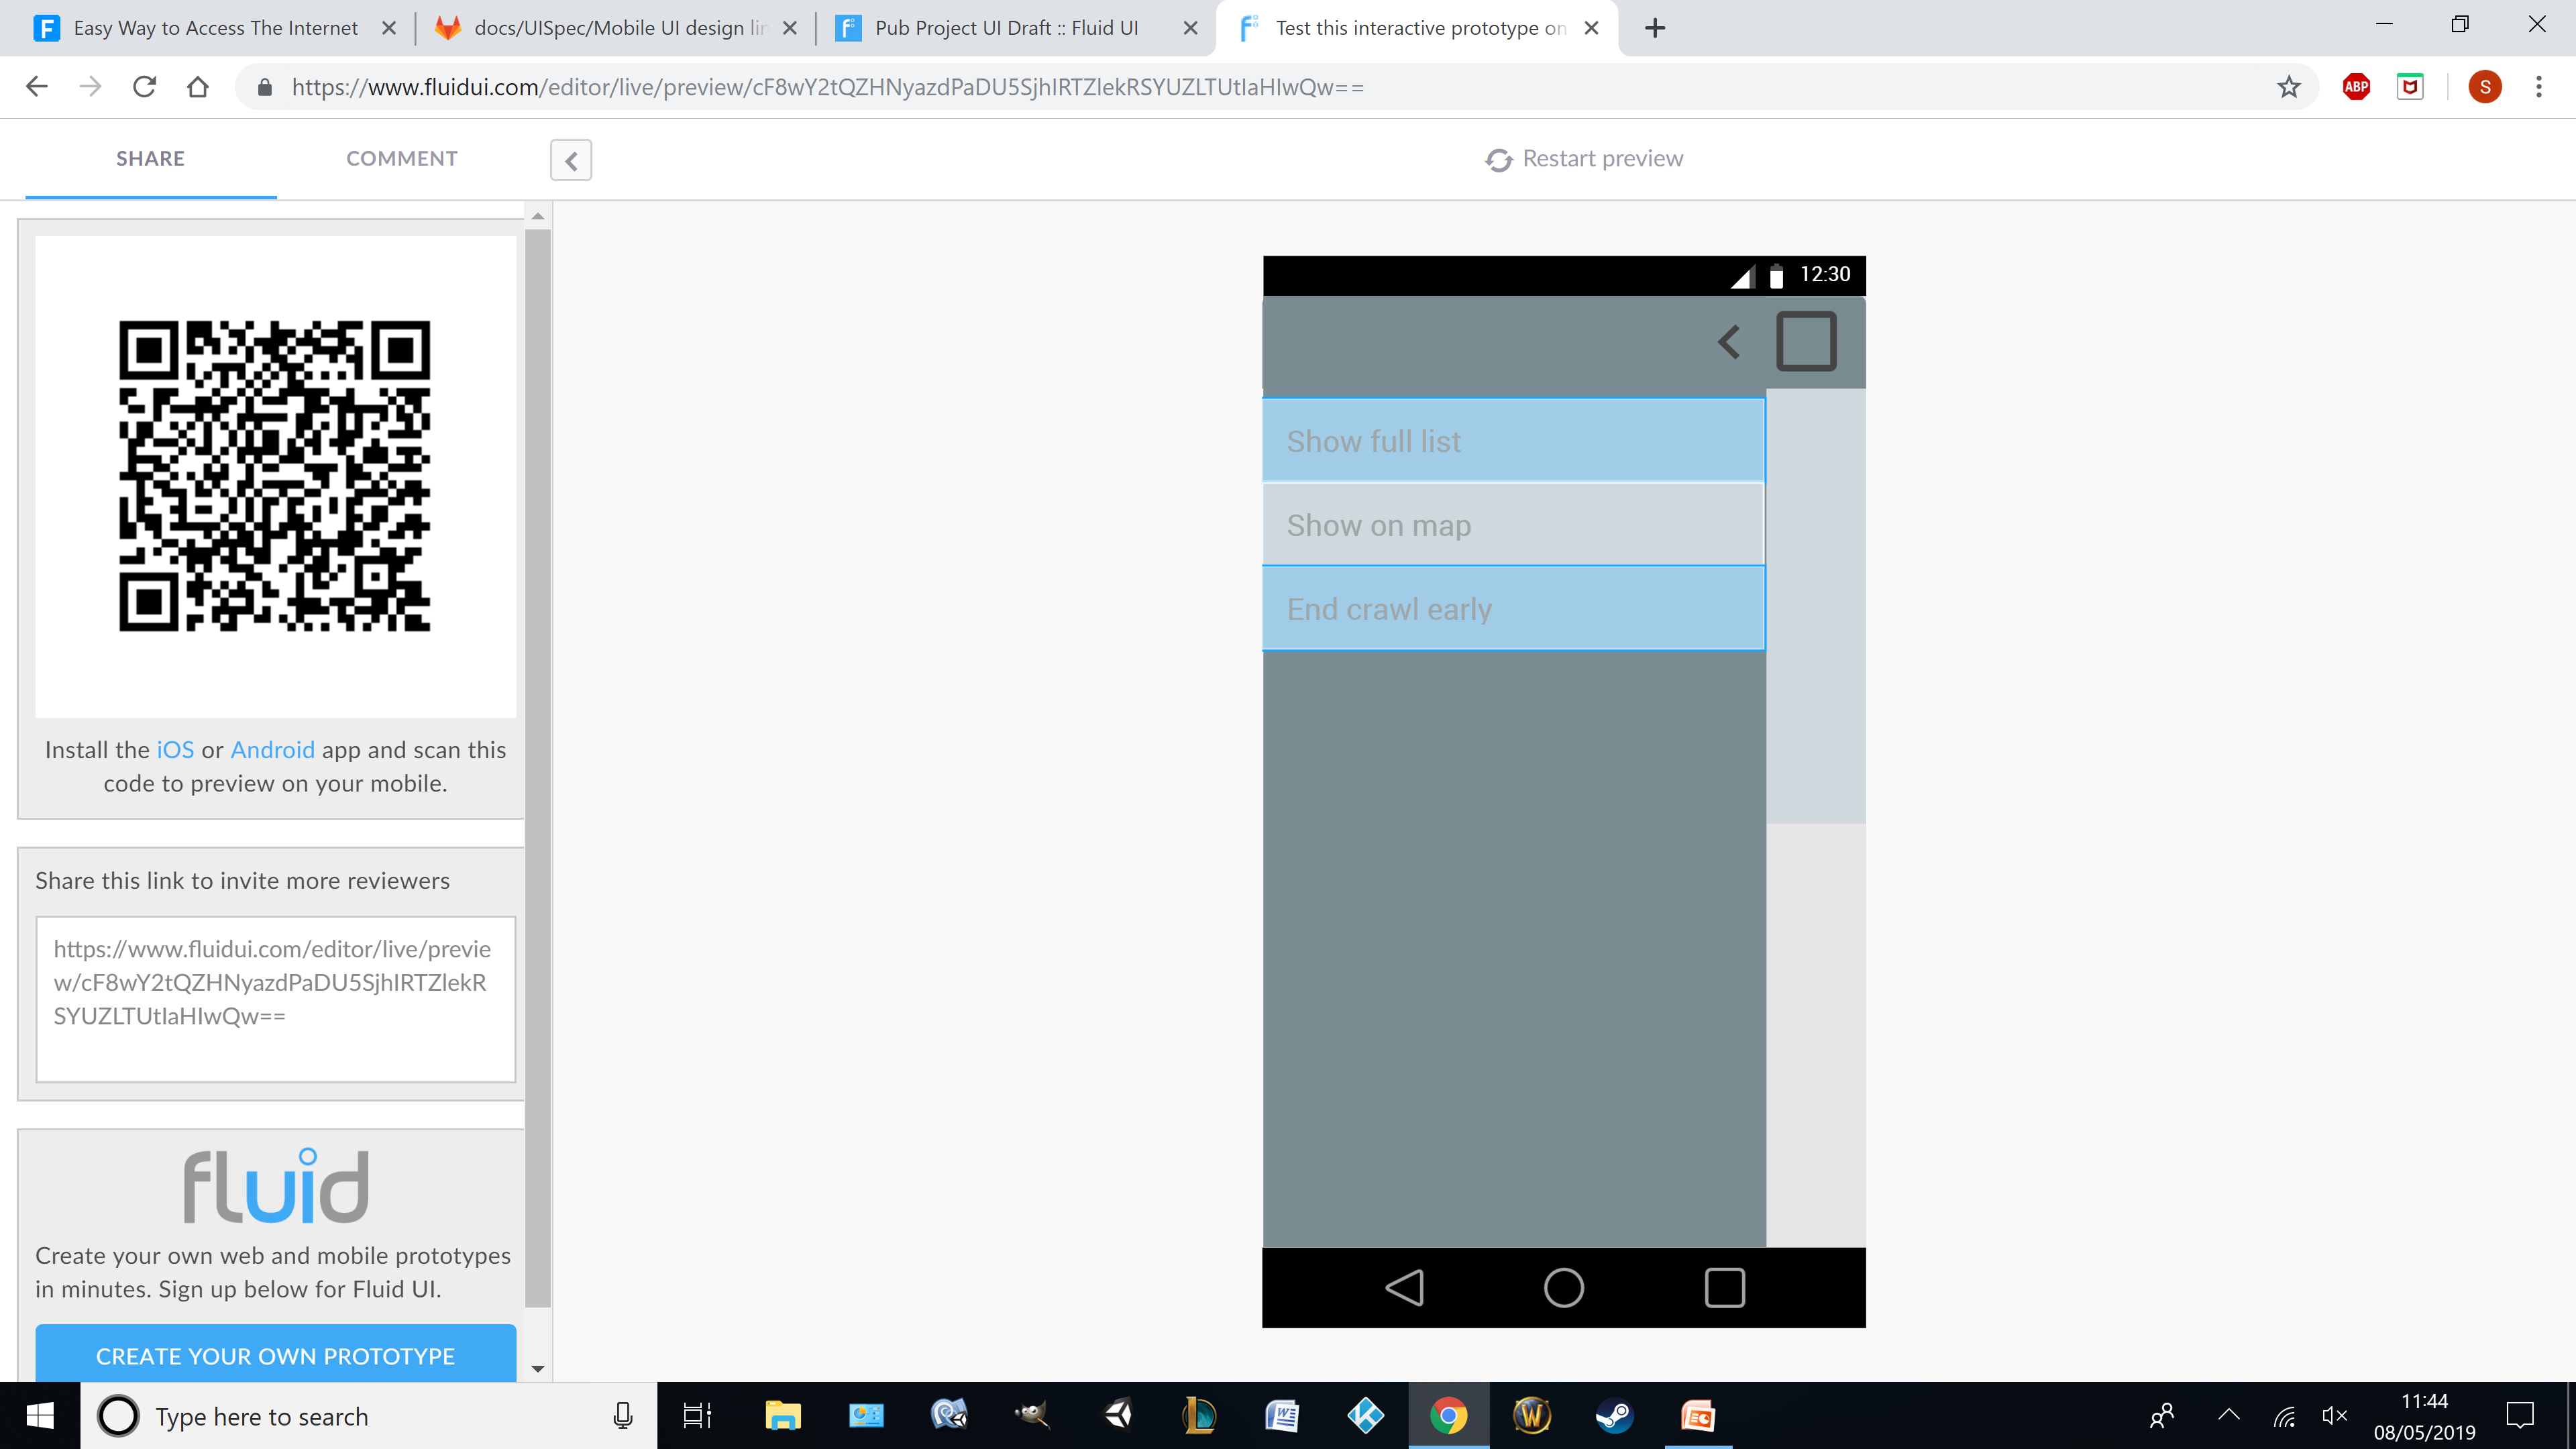 Easy Way to Access The Internet
docs/UISpec/Mobile UI design lin
Pub Project UI Draft :: Fluid UI
Test this interactive prototype on
https://www.fluidui.com/editor/live/preview/cF8wY2tQZHNyazdPaDU5SjhIRTZlekRSYUZLTUtIaHIwQw==
ABP
S
SHARE
COMMENT
Restart preview
12:30
Show full list
Show on map
End crawl early
Install the iOS or Android app and scan this
code to preview on your mobile.
Share this link to invite more reviewers
https://www.fluidui.com/editor/live/previe
w/cF8wY2tQZHNyazdPaDU5SjhIRTZlekR
SYUZLTUtIaHIwQw==
fluid
Create your own web and mobile prototypes
in minutes. Sign up below for Fluid UI.
CREATE YOUR OWN PROTOTYPE
Type here to search
11:44
08/05/2019